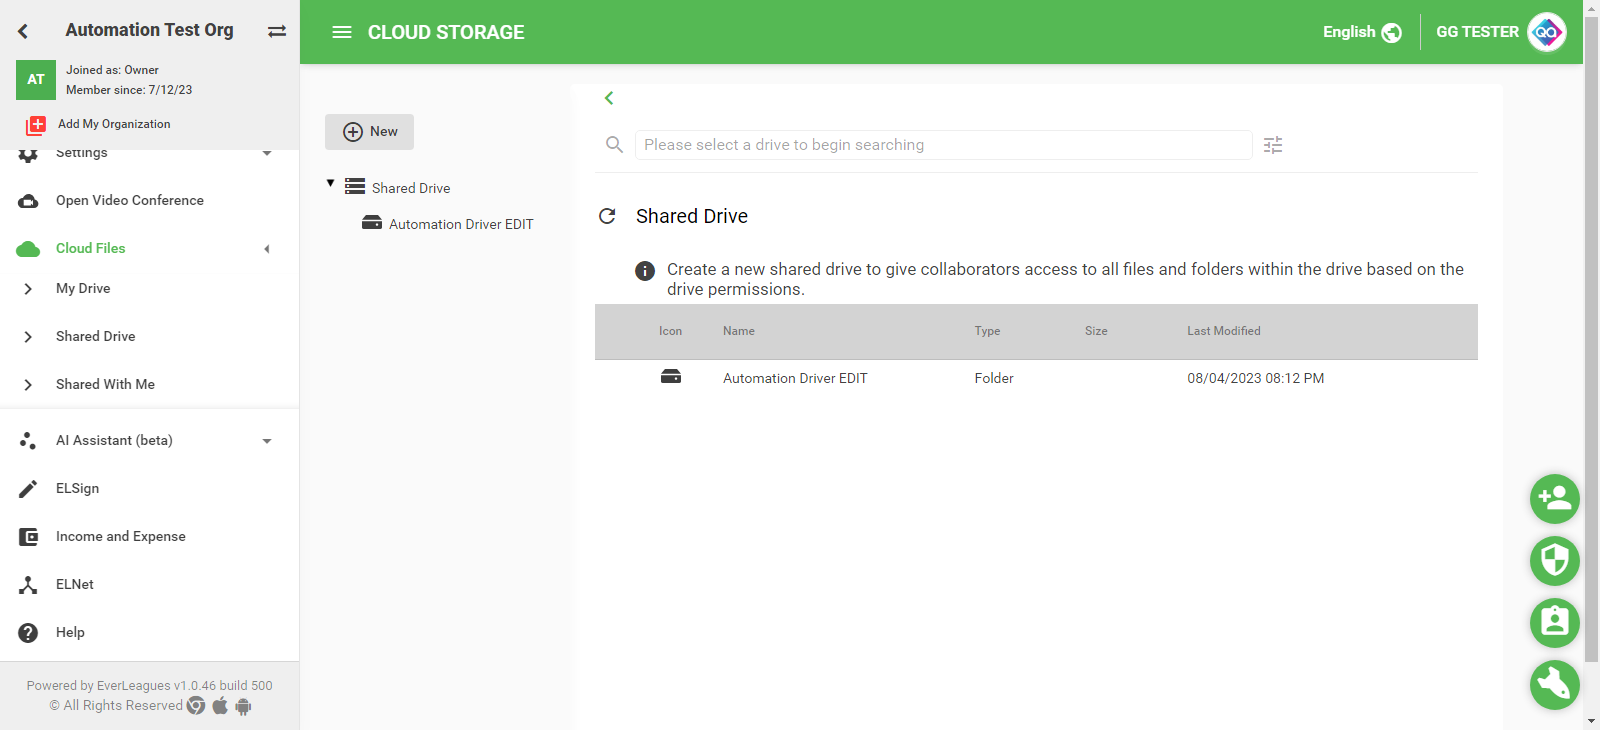 Automation Test Org
AT
Joined as: Owner
Member since: 7/12/23
Add My Organization
Settings
Open Video Conference
Cloud Files
My Drive
Shared Drive
Shared With Me
AI Assistant (beta)
ELSign
Income and Expense
ELNet
Help
Powered by EverLeagues v1.0.46 build 500
© All Rights Reserved
CLOUD STORAGE
English
GG TESTER
QA
New
Shared Drive
Automation Driver EDIT
Please select a drive to begin searching
Shared Drive
Create a new shared drive to give collaborators access to all files and folders within the drive based on the
drive permissions.
Icon Name Type Size Last Modified
Automation Driver EDIT Folder 08/04/2023 08:12 PM